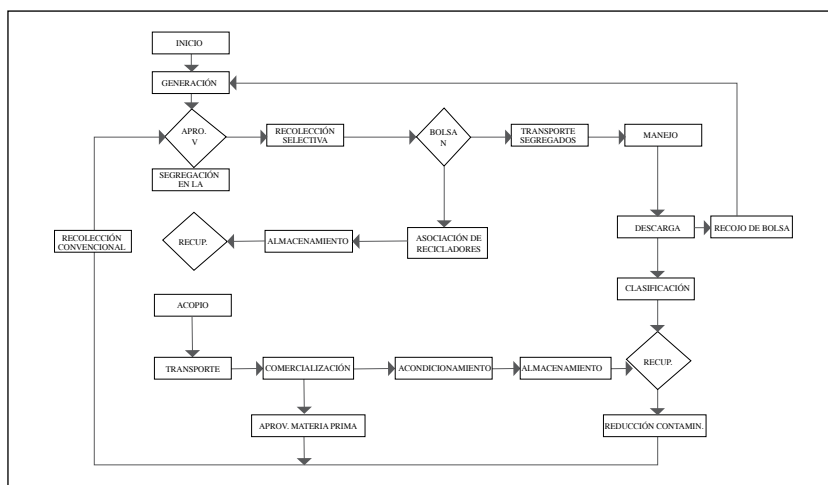 INICIO
GENERACIÓN
APRO.
V
RECOLECCIÓN
SELECTIVA
BOLSA
N
TRANSPORTE
SEGREGADOS
MANEJO
SEGREGACIÓN
EN LA
RECOLECCIÓN
CONVENCIONAL
RECUP.
ALMACENAMIENTO
ASOCIACIÓN DE
RECICLADORES
DESCARGA
RECOJO DE BOLSA
CLASIFICACIÓN
ACOPIO
TRANSPORTE
COMERCIALIZACIÓN
ACONDICIONAMIENTO
ALMACENAMIENTO
RECUP.
APROV. MATERIA PRIMA
REDUCCIÓN CONTAMIN.